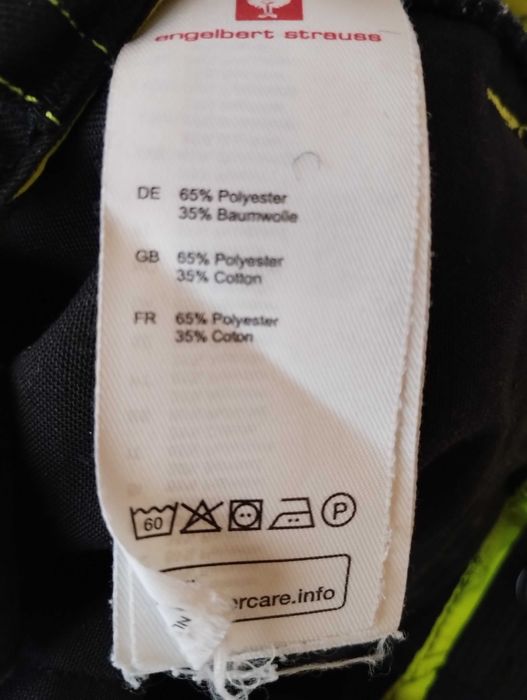 engelbert strauss
DE 65% Polyester
35% Baumwolle
GB 65% Polyester
35% Cotton
FR 65% Polyester
35% Coton
60
P
rcare.info